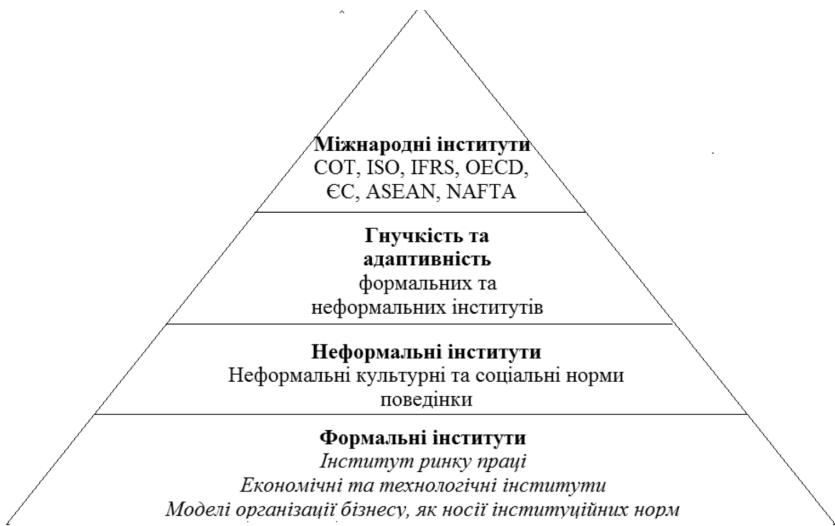 Міжнародні інститути
СОТ, ISO, IFRS, OECD,
ЄС, ASEAN, NAFTA
Гнучкість та
адаптивність
формальних та
неформальних інститутів
Неформальні інститути
Неформальні культурні та соціальні норми
поведінки
Формальні інститути
Інститут ринку праці
Економічні та технологічні інститути
Моделі організації бізнесу, як носії інституційних норм